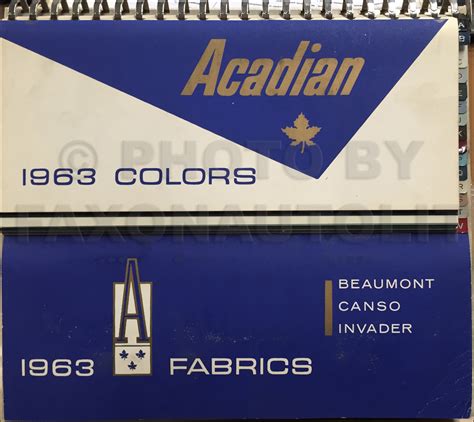 Acadian
1963 COLORS
© PHOTO BY
FAXONAUTOLIT
BEAUMONT
CANSO
INVADER
A
1963 FABRICS